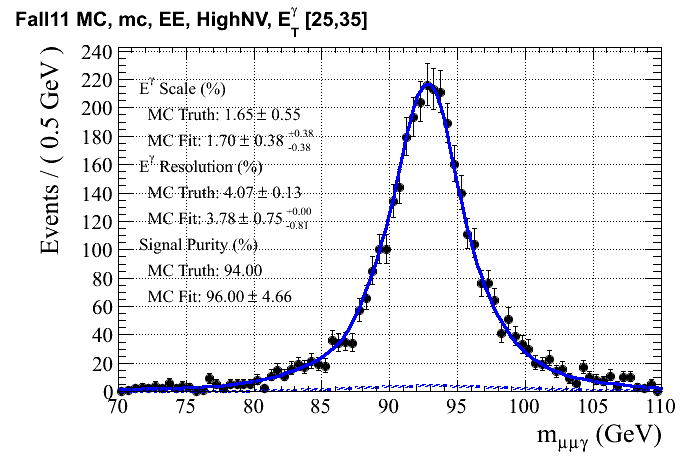 Fall11 MC, mc, EE, HighNV, E_T^γ [25,35]
Events / ( 0.5 GeV )
240
220
200
180
160
140
120
100
80
60
40
20
0
E^γ Scale (%)
MC Truth: 1.65 ± 0.55
MC Fit: 1.70 ± 0.38 +0.38 -0.38
E^γ Resolution (%)
MC Truth: 4.07 ± 0.13
MC Fit: 3.78 ± 0.75 +0.00 -0.81
Signal Purity (%)
MC Truth: 94.00
MC Fit: 96.00 ± 4.66
70 75 80 85 90 95 100 105 110
m_μμγ (GeV)